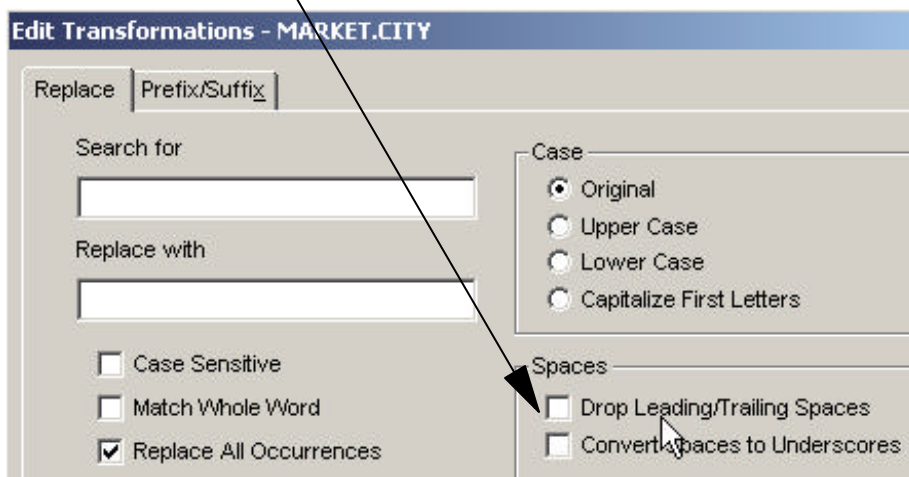 Edit Transformations - MARKET.CITY
Replace
Prefix/Suffix
Search for
Replace with
Case Sensitive
Match Whole Word
Replace All Occurrences
Case
Original
Upper Case
Lower Case
Capitalize First Letters
Spaces
Drop Leading/Trailing Spaces
Convert Spaces to Underscores